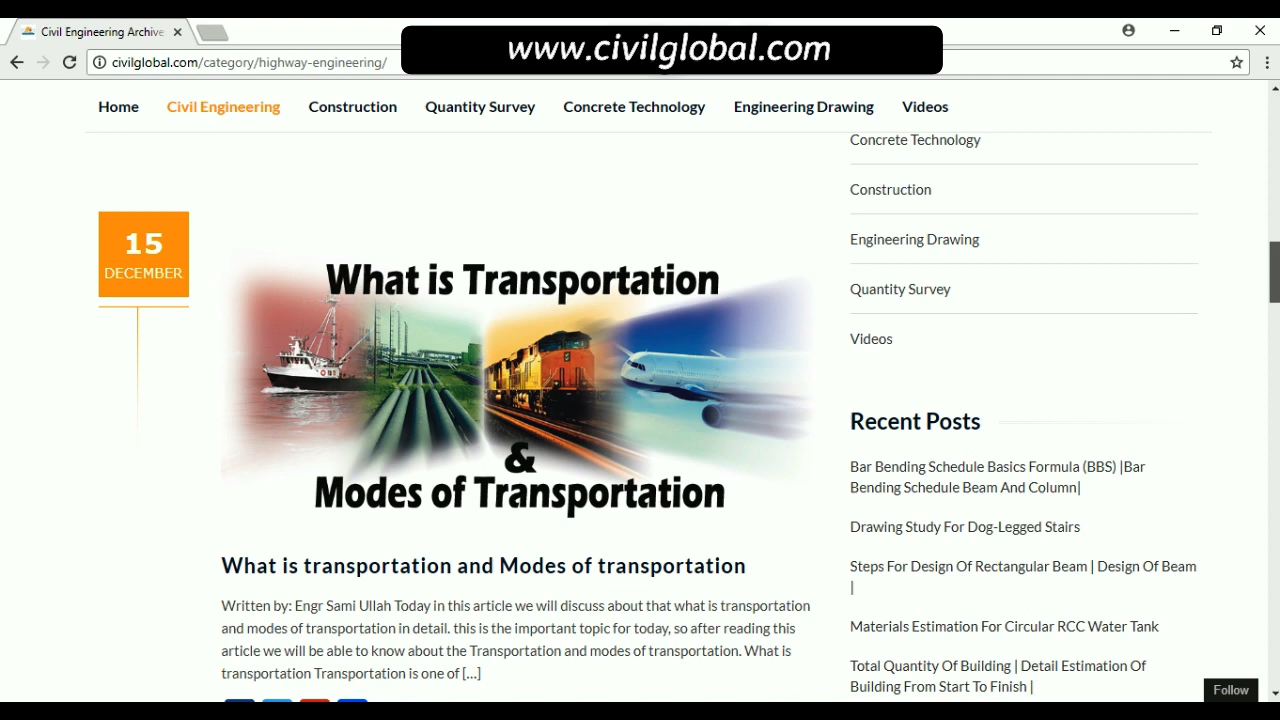 Civil Engineering Archive
www.civilglobal.com
civilglobal.com/category/highway-engineering/
Home Civil Engineering Construction Quantity Survey Concrete Technology Engineering Drawing Videos
15
DECEMBER
What is Transportation
&
Modes of Transportation
What is transportation and Modes of transportation
Written by: Engr Sami Ullah Today in this article we will discuss about that what is transportation
and modes of transportation in detail. this is the important topic for today, so after reading this
article we will be able to know about the Transportation and modes of transportation. What is
transportation Transportation is one of […]
Concrete Technology
Construction
Engineering Drawing
Quantity Survey
Videos
Recent Posts
Bar Bending Schedule Basics Formula (BBS) |Bar
Bending Schedule Beam And Column|
Drawing Study For Dog-Legged Stairs
Steps For Design Of Rectangular Beam | Design Of Beam
|
Materials Estimation For Circular RCC Water Tank
Total Quantity Of Building | Detail Estimation Of
Building From Start To Finish |
Follow